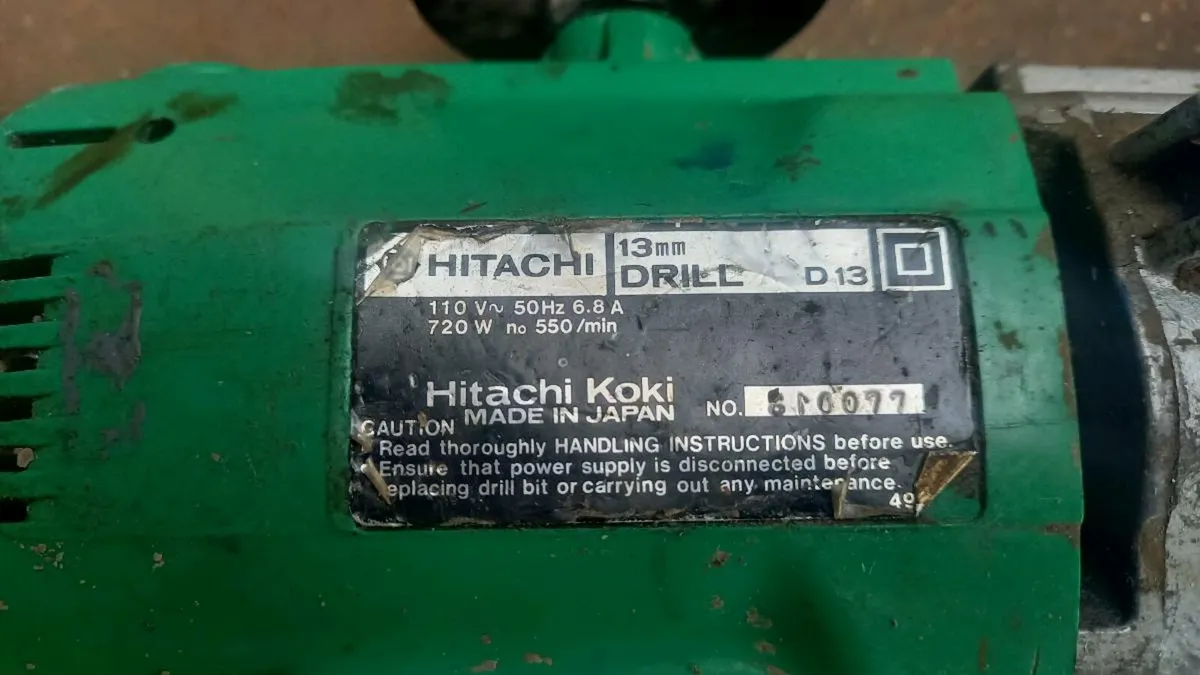 HITACHI
13mm
DRILL D13
110 V~ 50Hz 6.8 A
720 W no 550/min
Hitachi Koki
MADE IN JAPAN NO. 610077
CAUTION
Read thoroughly HANDLING INSTRUCTIONS before use.
Ensure that power supply is disconnected before
eplacing drill bit or carrying out any maintenance.
49